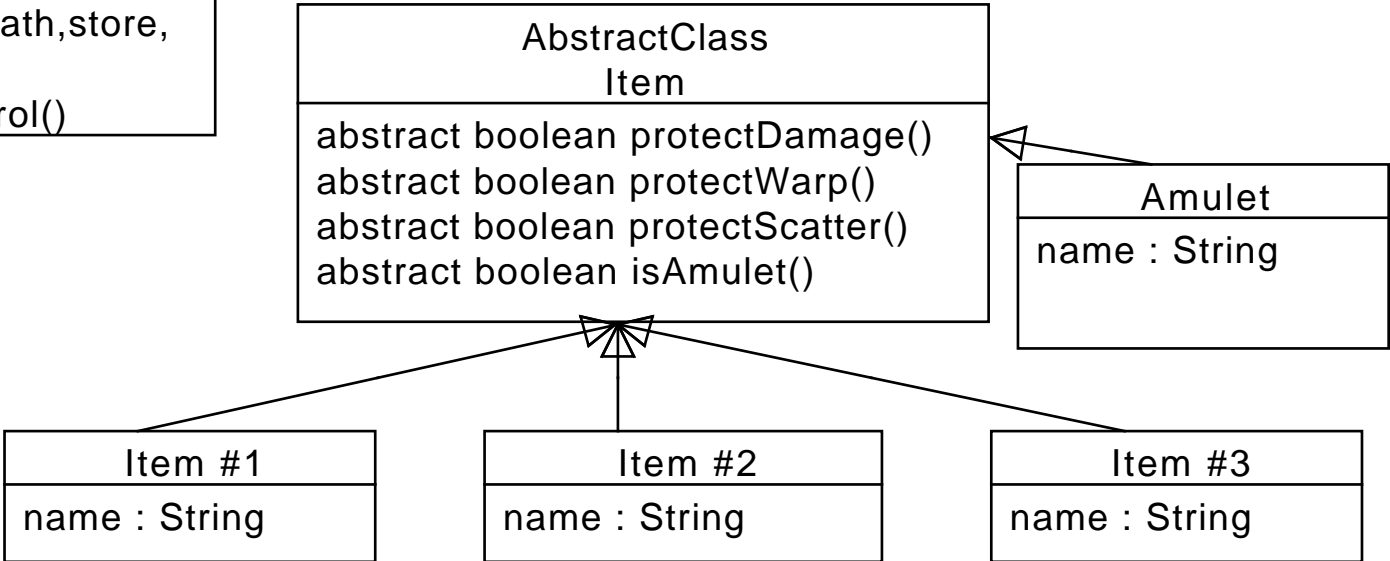 ath,store,
rol()
AbstractClass
Item
abstract boolean protectDamage()
abstract boolean protectWarp()
abstract boolean protectScatter()
abstract boolean isAmulet()
Amulet
name : String
Item #1
name : String
Item #2
name : String
Item #3
name : String